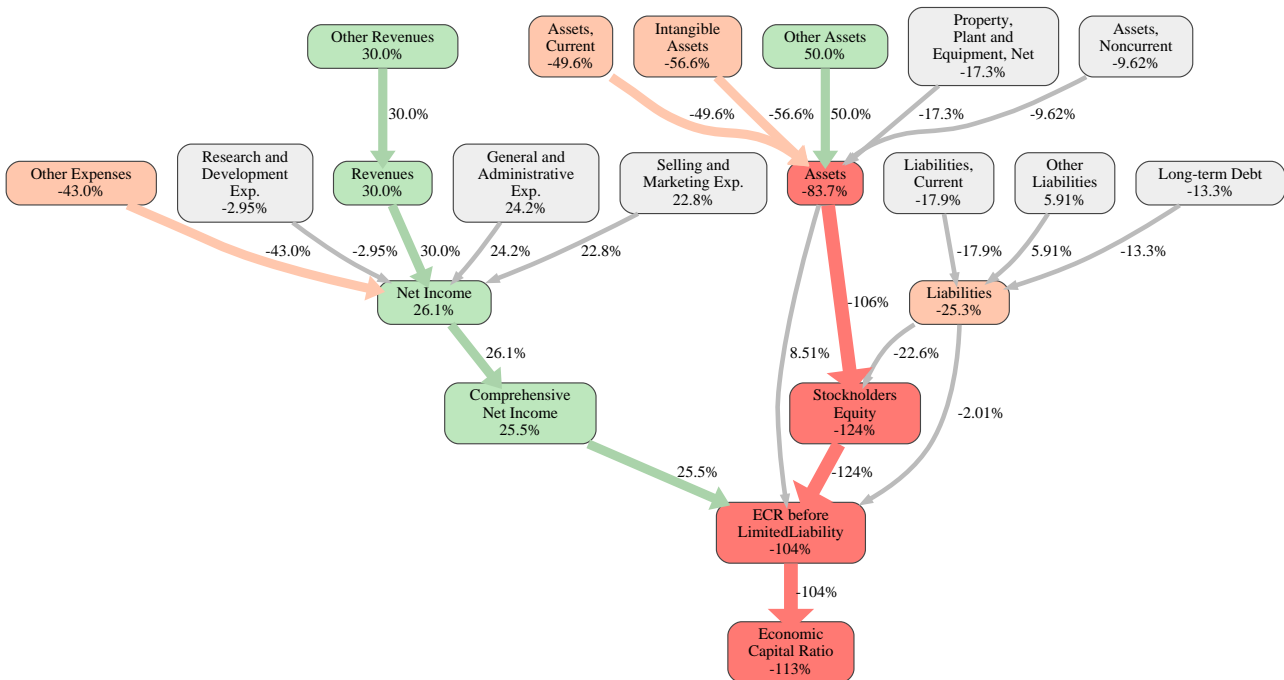 Other Revenues
30.0%
Assets,
Current
-49.6%
Intangible
Assets
-56.6%
Other Assets
50.0%
Property,
Plant and
Equipment, Net
-17.3%
Assets,
Noncurrent
-9.62%
30.0%
-49.6%
-56.6%
50.0%
-17.3%
-9.62%
Other Expenses
-43.0%
Research and
Development
Exp.
-2.95%
Revenues
30.0%
General and
Administrative
Exp.
24.2%
Selling and
Marketing Exp.
22.8%
Assets
-83.7%
Liabilities,
Current
-17.9%
Other
Liabilities
5.91%
Long-term Debt
-13.3%
-43.0%
-2.95%
30.0%
24.2%
22.8%
-17.9%
5.91%
-13.3%
Net Income
26.1%
Liabilities
-25.3%
-106%
26.1%
8.51%
-22.6%
Comprehensive
Net Income
25.5%
Stockholders
Equity
-124%
-2.01%
25.5%
-124%
ECR before
LimitedLiability
-104%
-104%
Economic
Capital Ratio
-113%